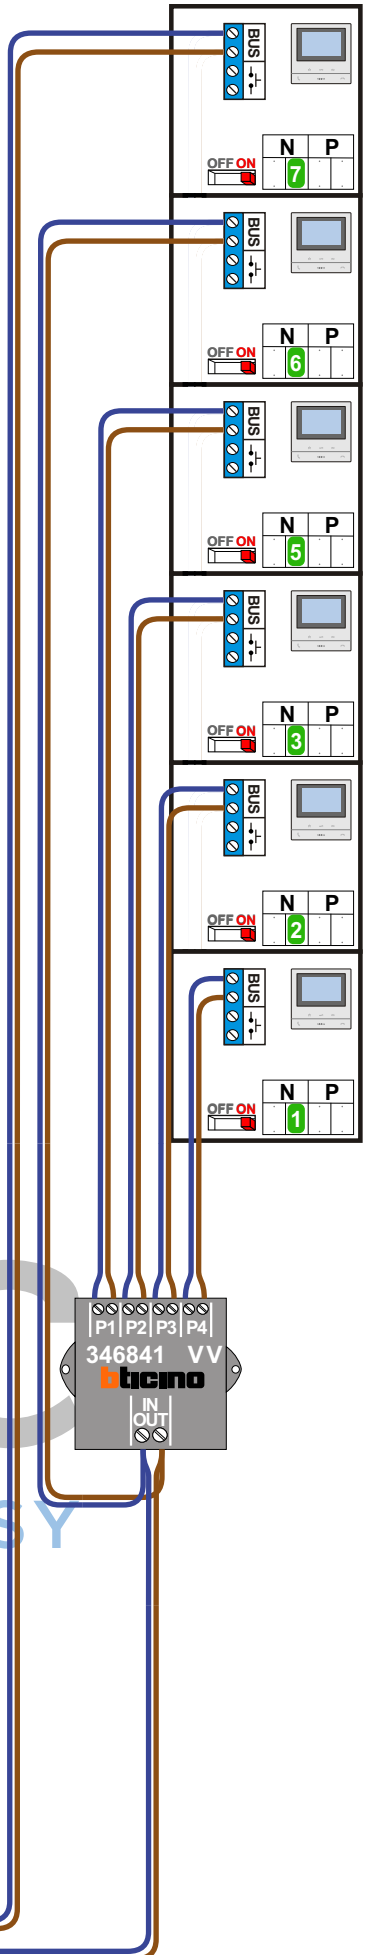 BUS
N P
OFF ON
7
BUS
N P
OFF ON
6
BUS
N P
OFF ON
5
BUS
N P
OFF ON
3
BUS
N P
OFF ON
2
BUS
N P
OFF ON
1
P1 P2 P3 P4
346841 VV
bticino
IN
OUT
SY